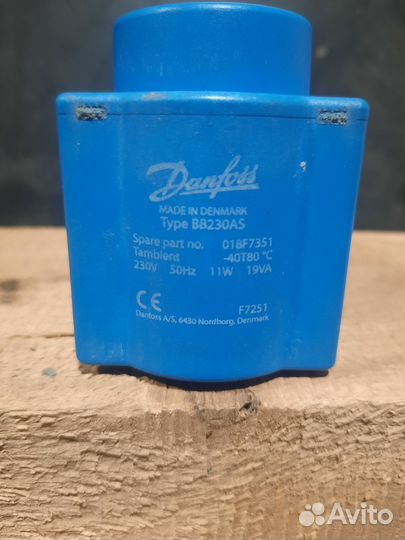 Danfoss
MADE IN DENMARK
Type BB230AS
Spare part no. 018F7351
Tambient -40T80 °C
230V 50Hz 11W 19VA
CE F7251
Danfoss A/S, 6430 Nordborg, Denmark
Avito